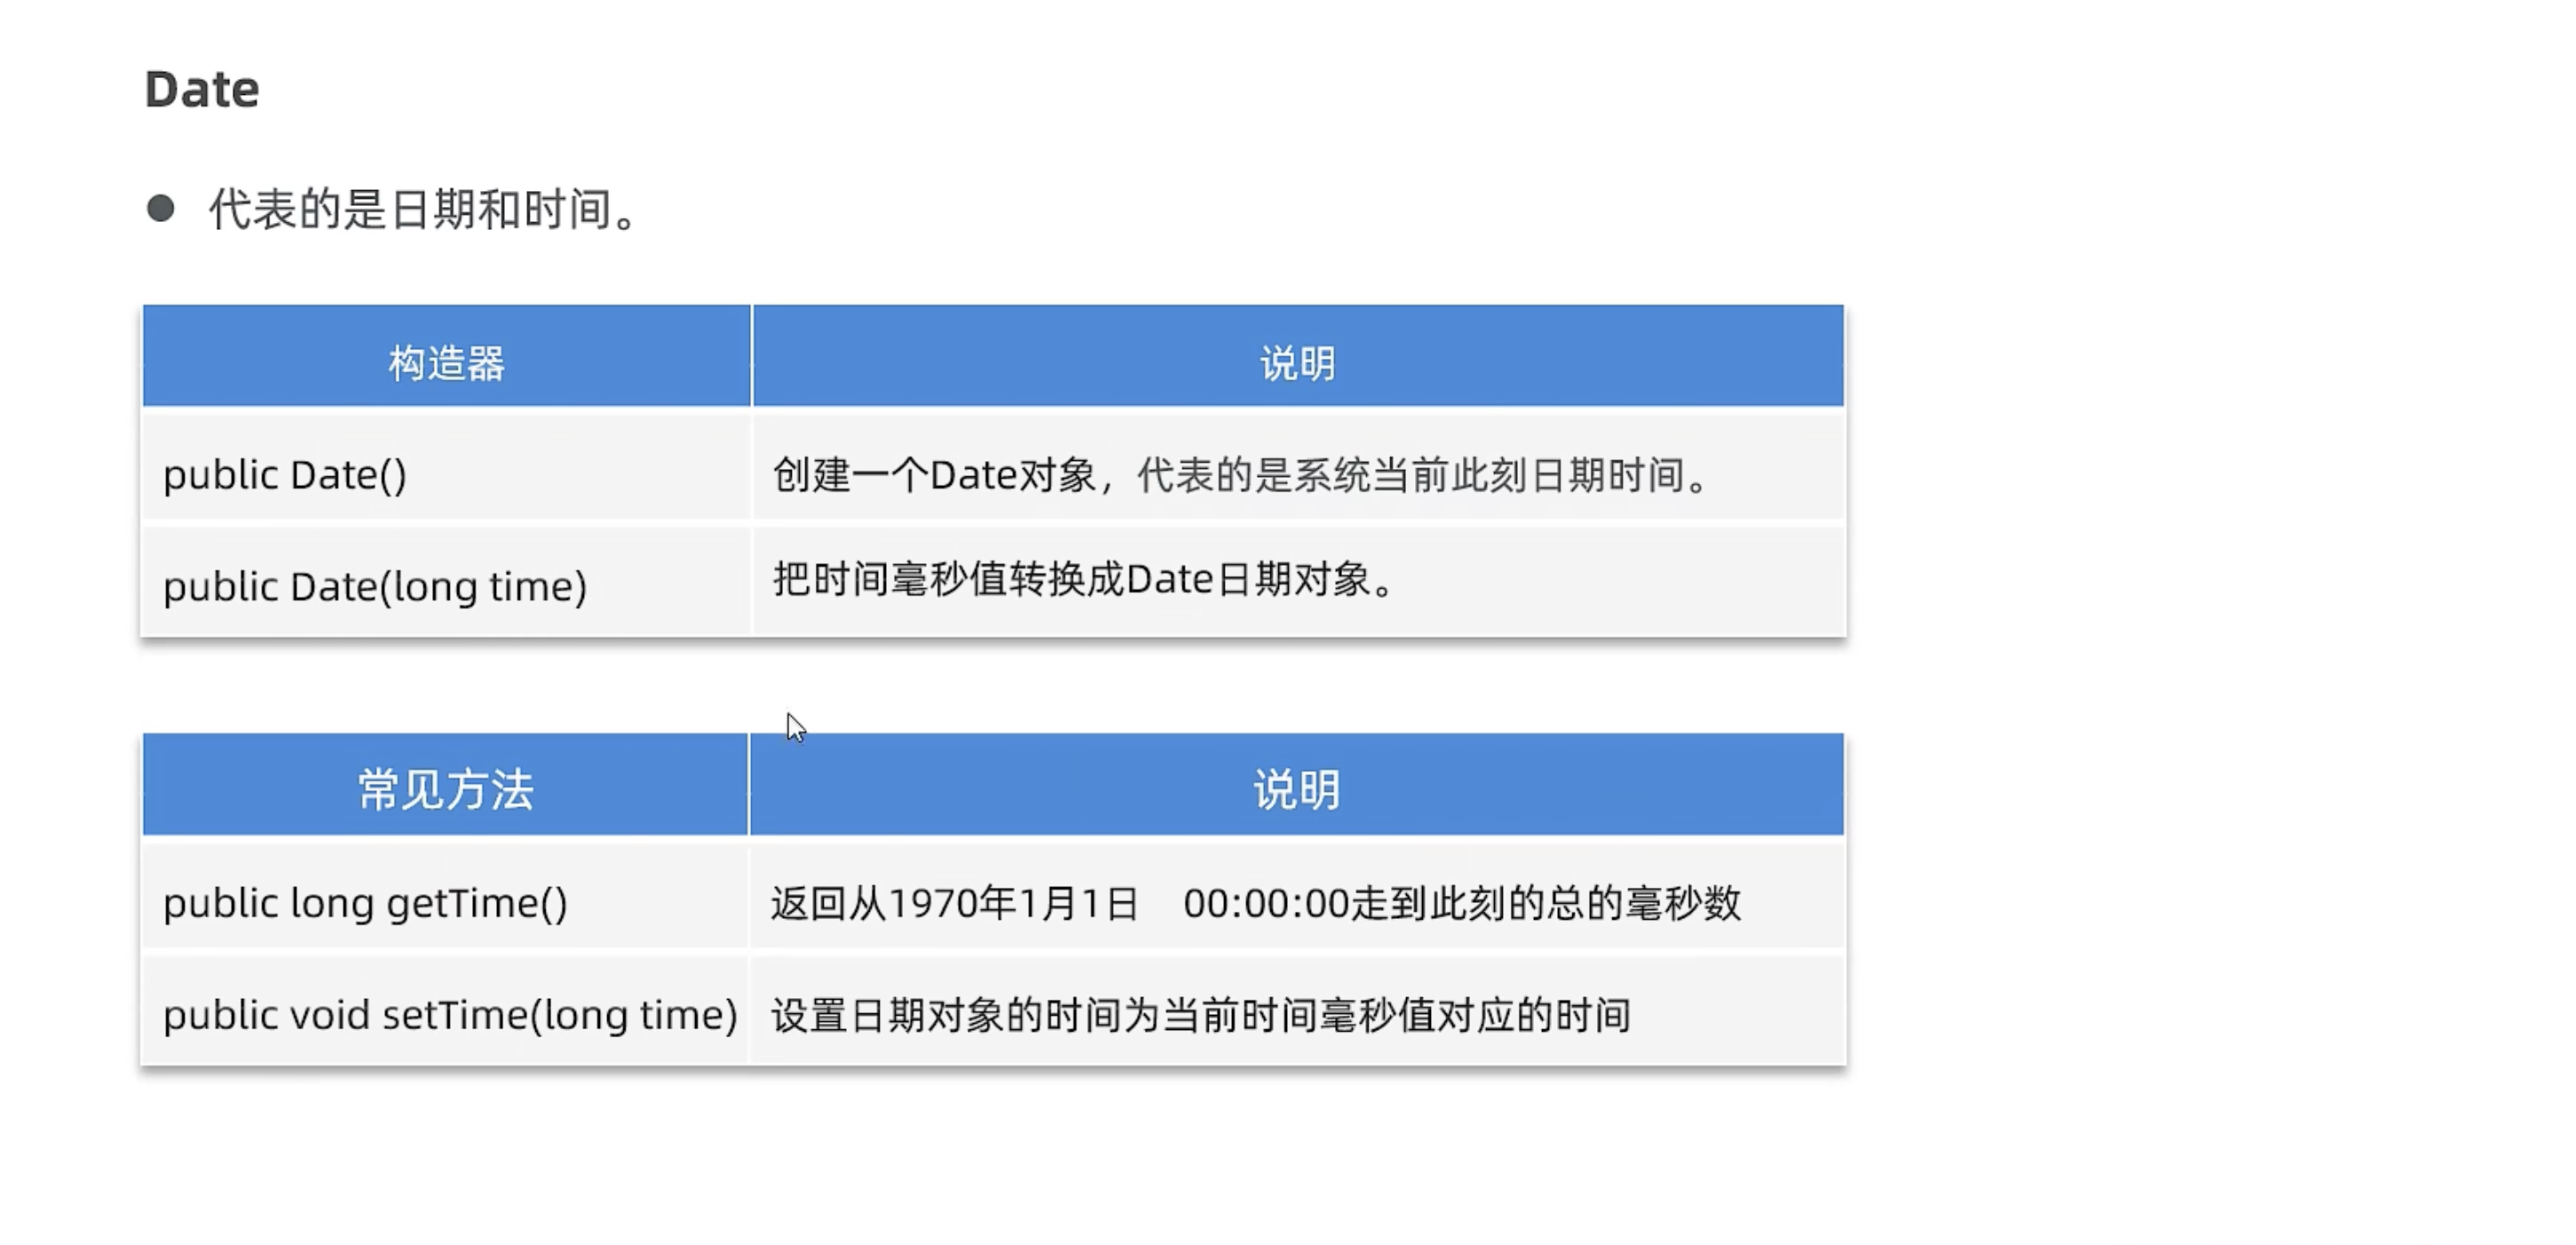 Date
代表的是日期和时间。
构造器 说明
public Date() 创建一个Date对象，代表的是系统当前此刻日期时间。
public Date(long time) 把时间毫秒值转换成Date日期对象。
常见方法 说明
public long getTime() 返回从1970年1月1日 00:00:00走到此刻的总的毫秒数
public void setTime(long time) 设置日期对象的时间为当前时间毫秒值对应的时间